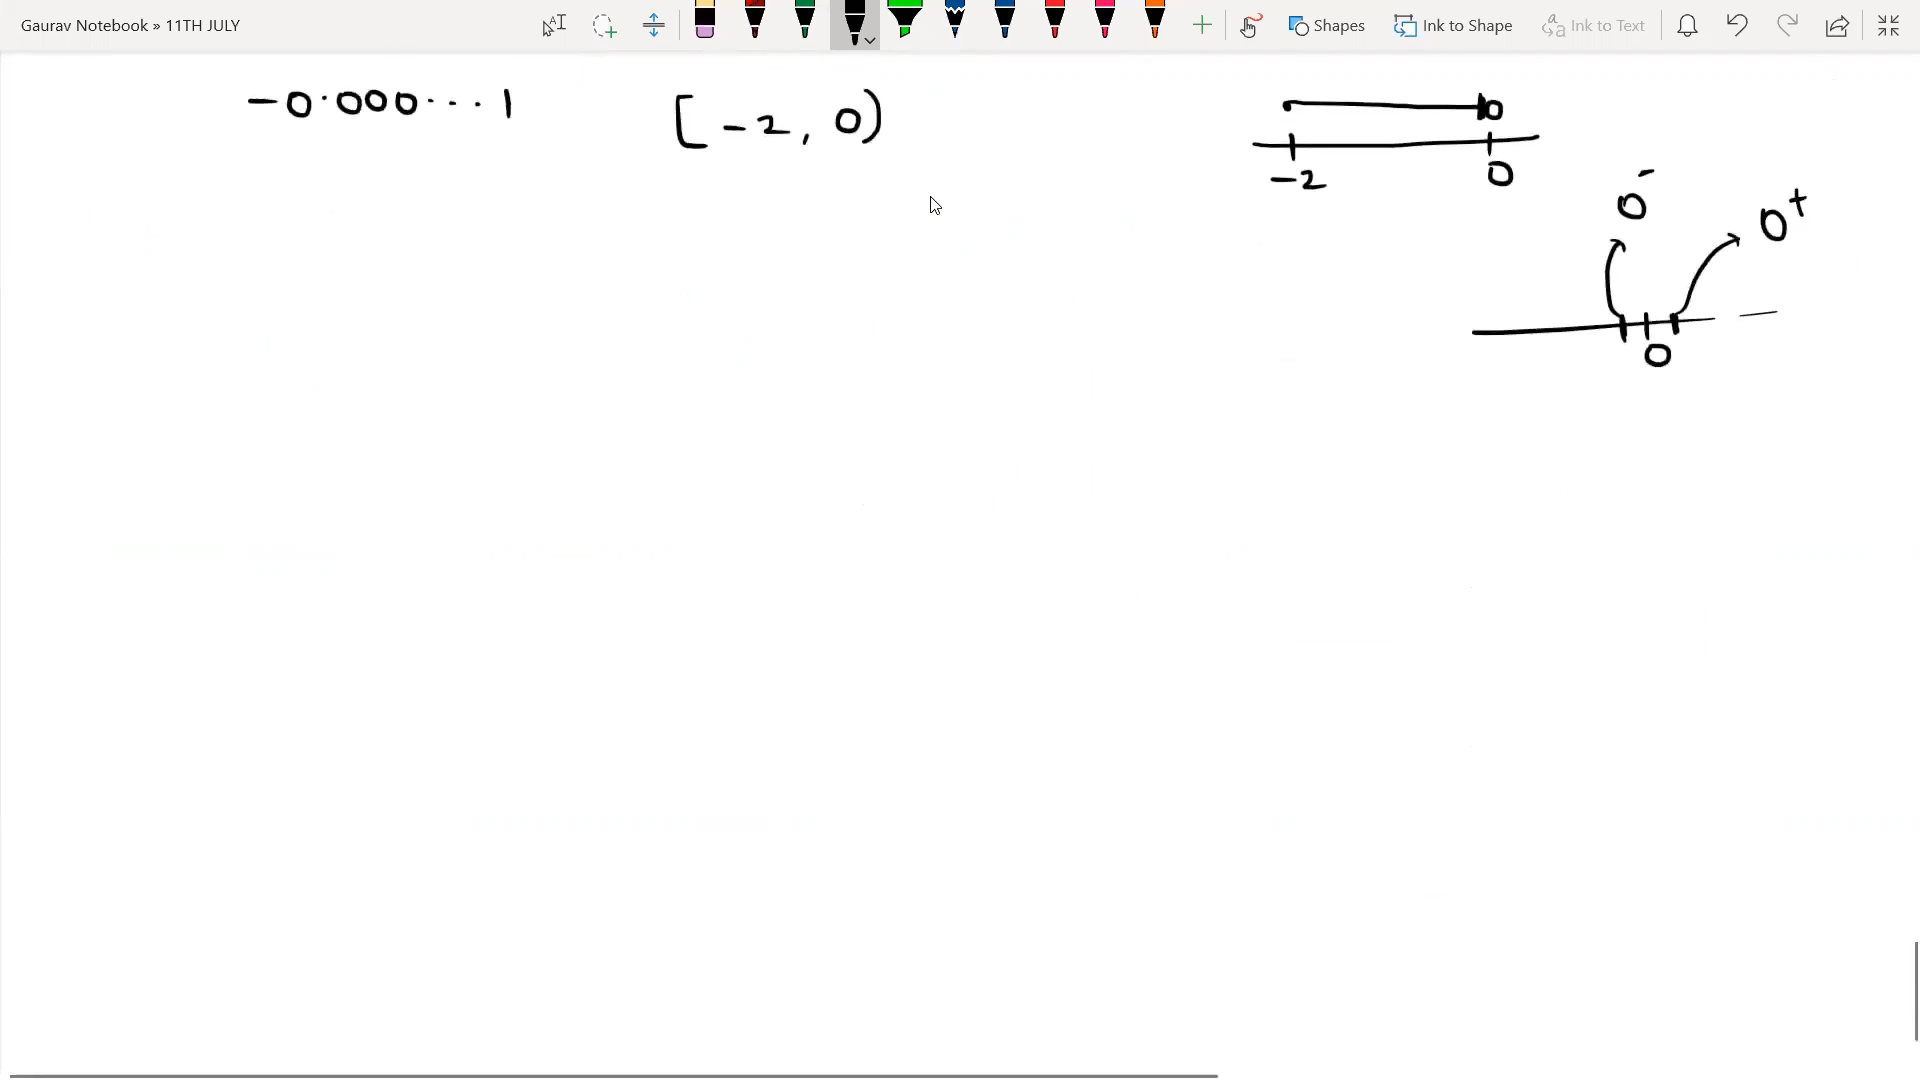 Gaurav Notebook » 11TH JULY
Shapes
Ink to Shape
Ink to Text
-0.000...1
[-2, 0)
-2 0
0⁻
0⁺
0